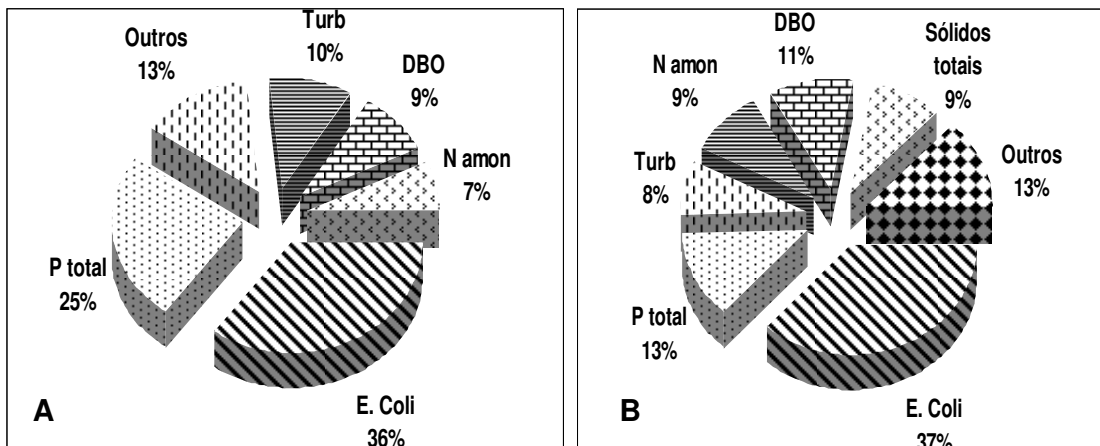 Turb
10%
Outros
13%
DBO
9%
N amon
7%
P total
25%
A
E. Coli
36%
DBO
11%
Sólidos
totais
9%
N amon
9%
Turb
8%
Outros
13%
P total
13%
B
E. Coli
37%